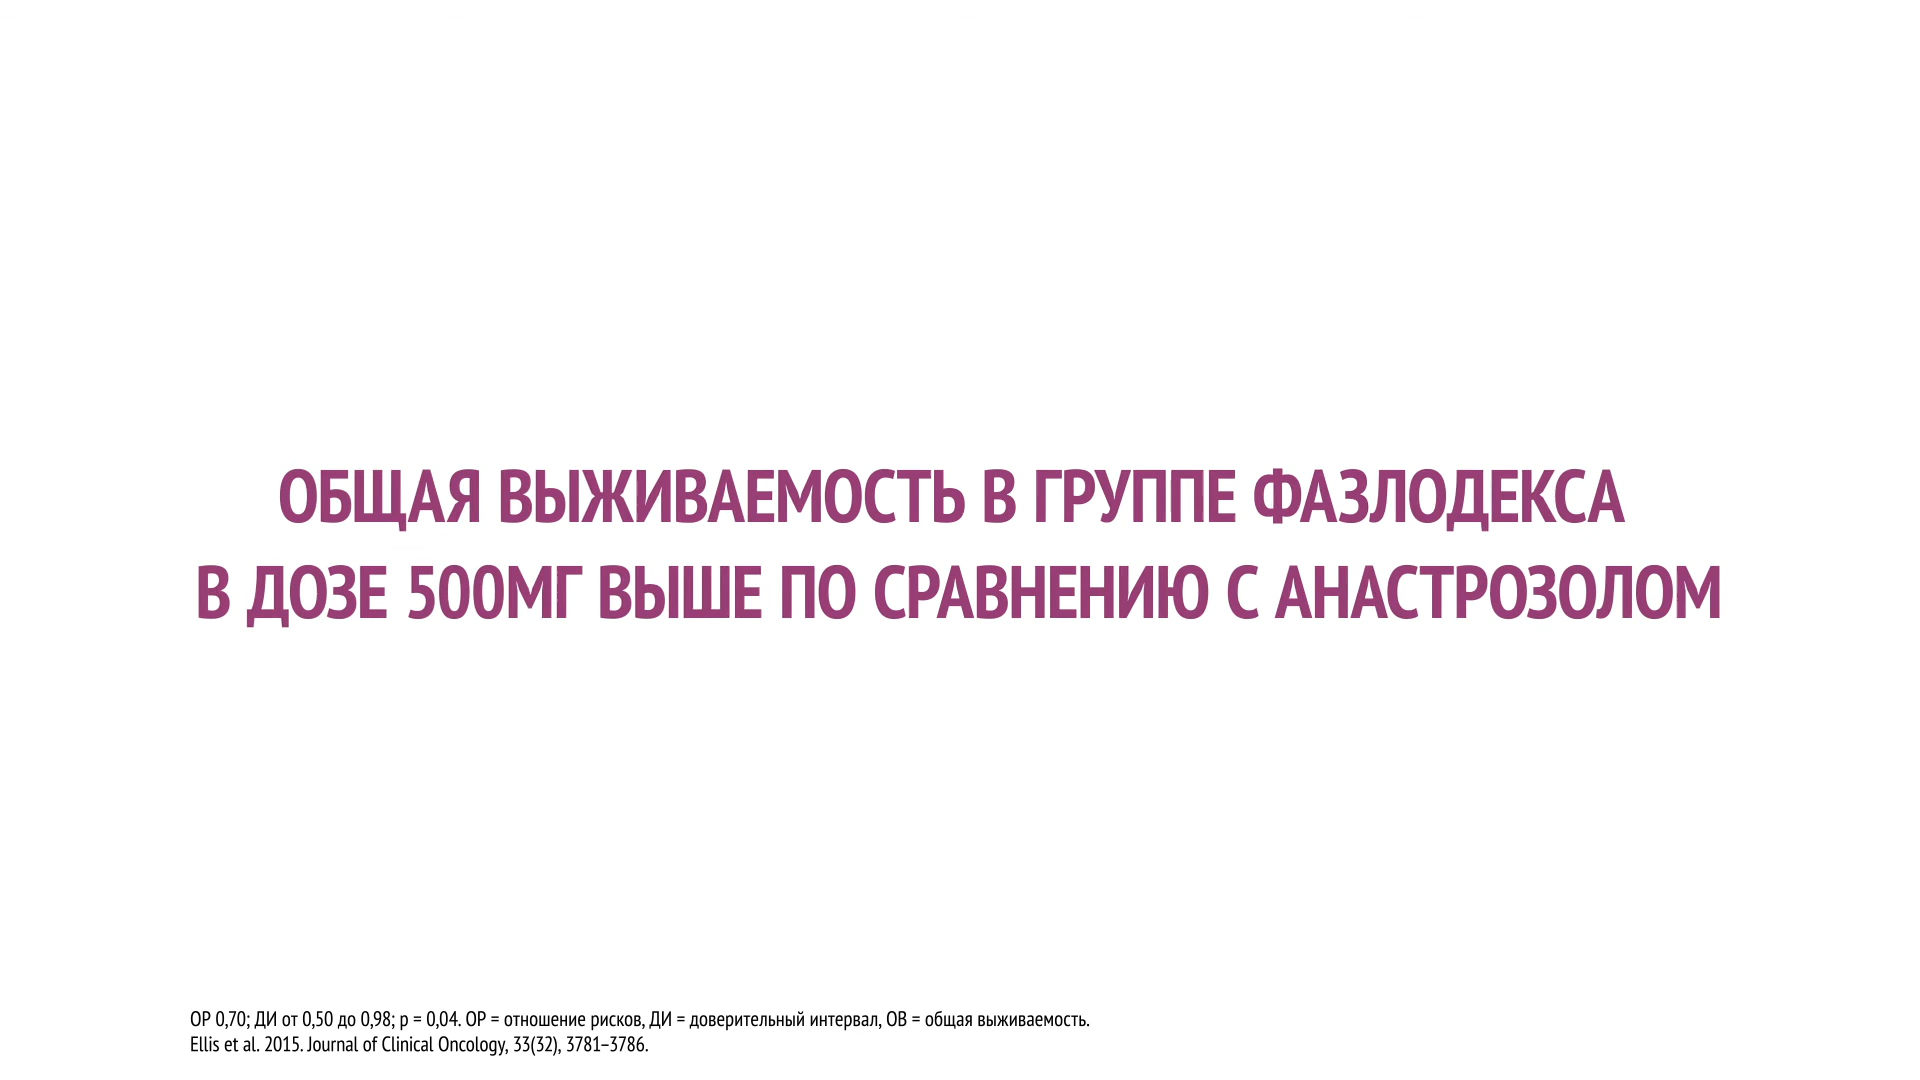 ОБЩАЯ ВЫЖИВАЕМОСТЬ В ГРУППЕ ФАЗЛОДЕКСА
В ДОЗЕ 500МГ ВЫШЕ ПО СРАВНЕНИЮ С АНАСТРОЗОЛОМ
ОР 0,70; ДИ от 0,50 до 0,98; р = 0,04. ОР = отношение рисков, ДИ = доверительный интервал, ОВ = общая выживаемость.
Ellis et al. 2015. Journal of Clinical Oncology, 33(32), 3781–3786.